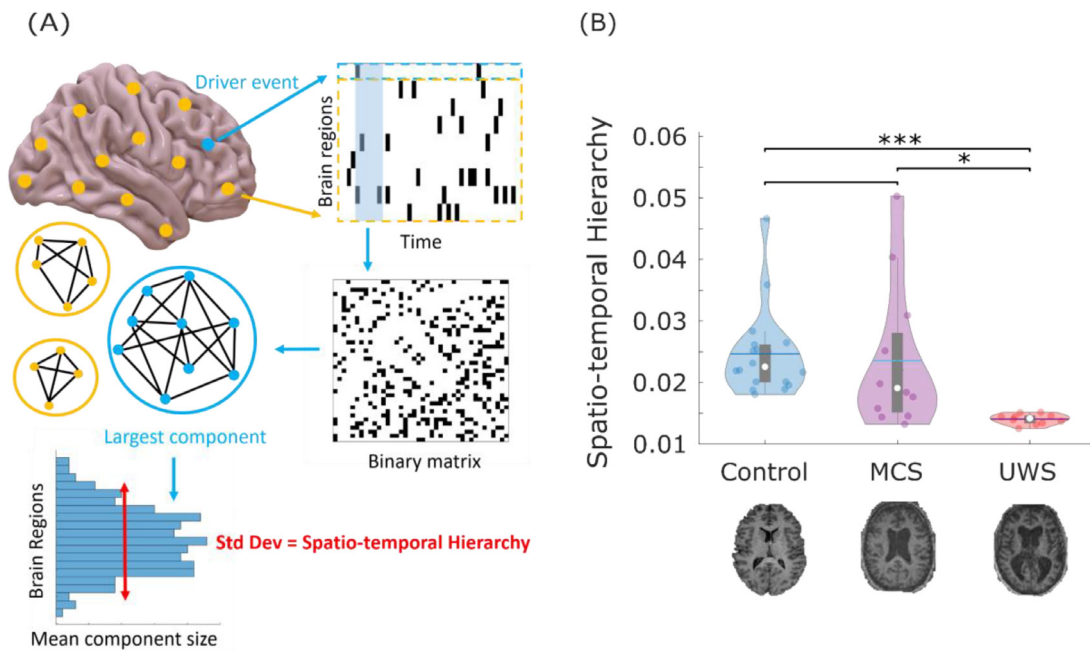 (A)
Driver event
Brain regions
Time
Binary matrix
Largest component
Brain Regions
Std Dev = Spatio-temporal Hierarchy
Mean component size
(B)
Spatio-temporal Hierarchy
0.06
0.05
0.04
0.03
0.02
0.01
***
*
Control
MCS
UWS